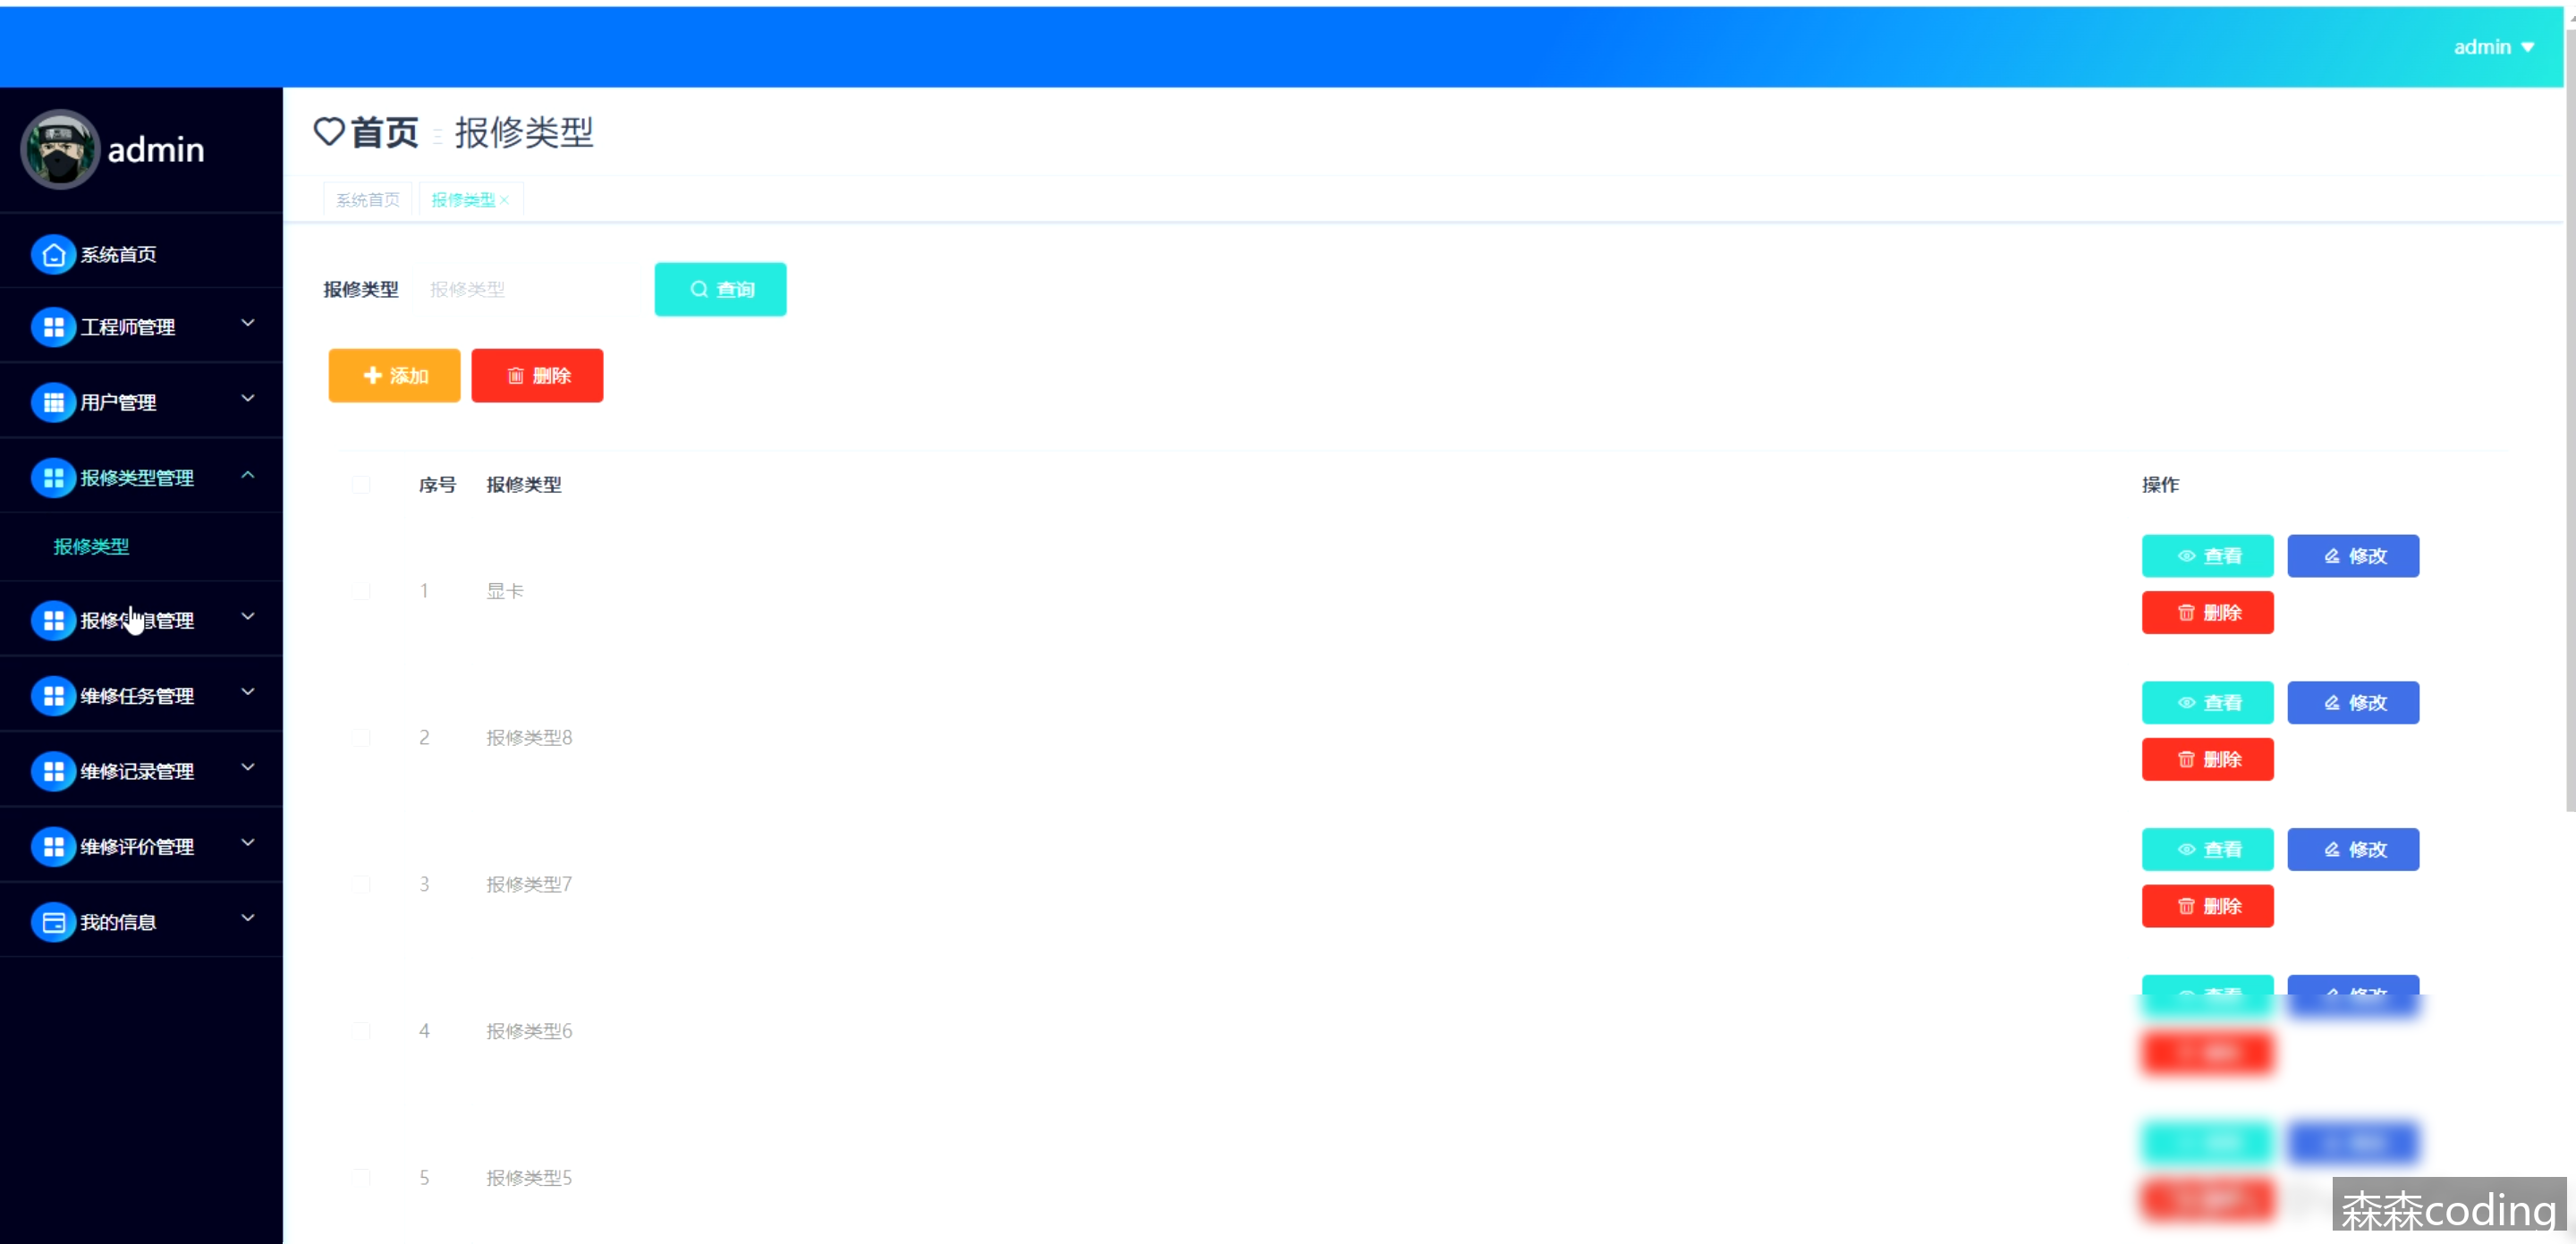 admin
admin
首页 报修类型
系统首页 报修类型
系统首页
工程师管理
用户管理
报修类型管理
报修类型
报修信息管理
维修任务管理
维修记录管理
维修评价管理
我的信息
报修类型 报修类型 查询
添加 删除
序号 报修类型 操作
1 显卡 查看 修改
删除
2 报修类型8 查看 修改
删除
3 报修类型7 查看 修改
删除
4 报修类型6 查看 修改
5 报修类型5
森森coding